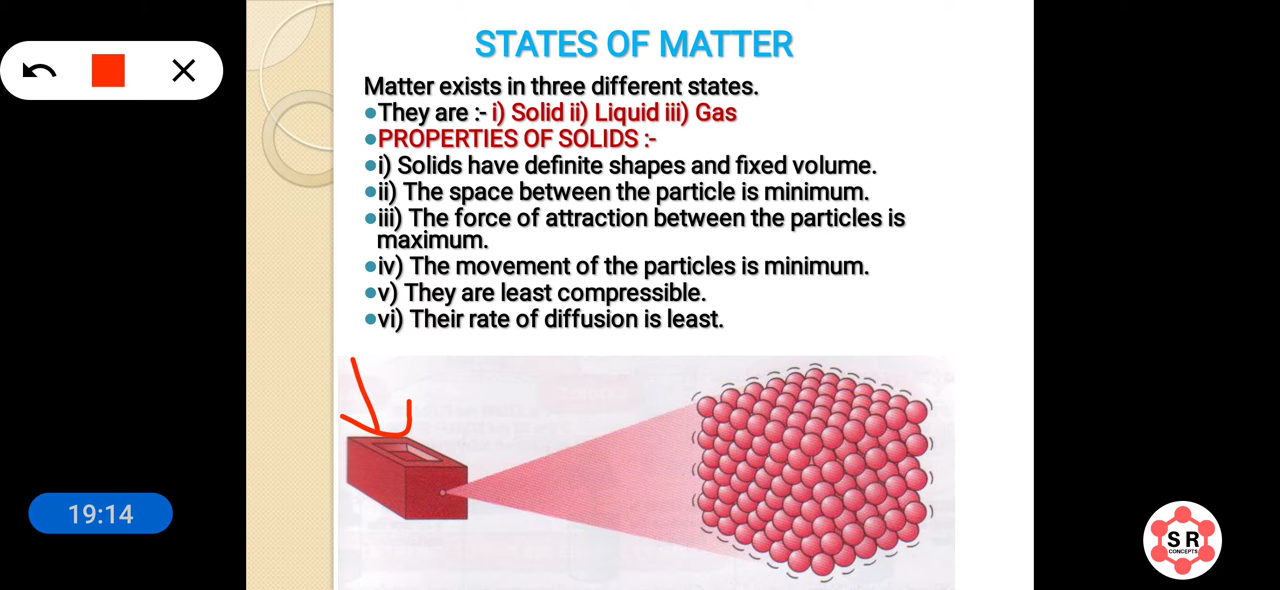 STATES OF MATTER
Matter exists in three different states.
They are :- i) Solid ii) Liquid iii) Gas
PROPERTIES OF SOLIDS :-
i) Solids have definite shapes and fixed volume.
ii) The space between the particle is minimum.
iii) The force of attraction between the particles is
maximum.
iv) The movement of the particles is minimum.
v) They are least compressible.
vi) Their rate of diffusion is least.
19:14
S R
CONCEPTS